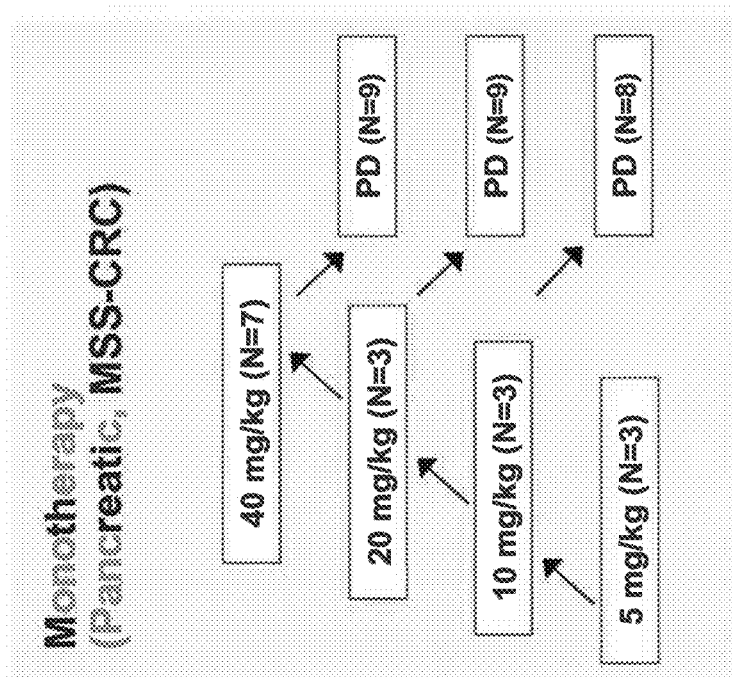 Monotherapy
(Pancreatic, MSS-CRC)
40 mg/kg (N=7)
20 mg/kg (N=3)
10 mg/kg (N=3)
5 mg/kg (N=3)
PD (N=9)
PD (N=9)
PD (N=8)